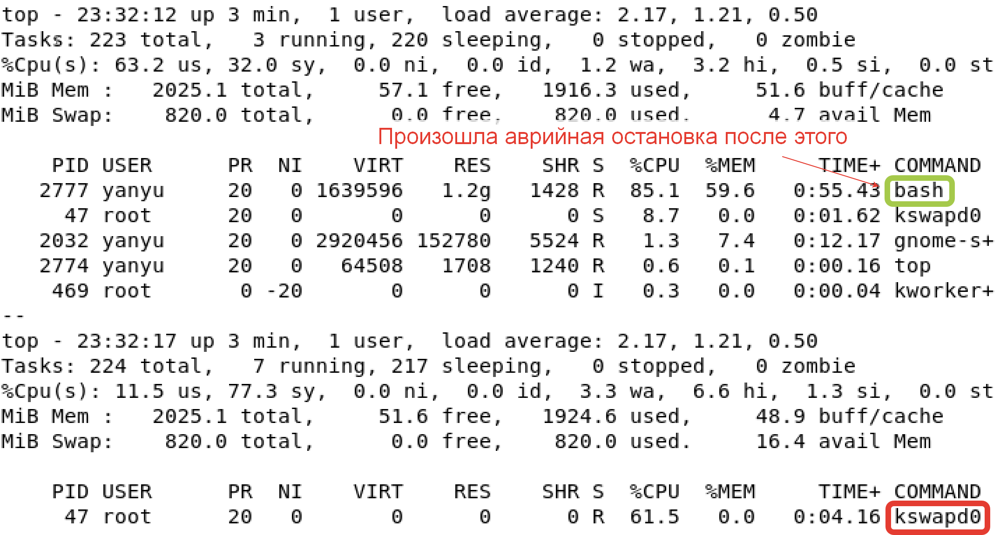 top - 23:32:12 up 3 min,  1 user,  load average: 2.17, 1.21, 0.50
Tasks: 223 total,   3 running, 220 sleeping,   0 stopped,   0 zombie
%Cpu(s): 63.2 us, 32.0 sy,  0.0 ni,  0.0 id,  1.2 wa,  3.2 hi,  0.5 si,  0.0 st
MiB Mem :   2025.1 total,     57.1 free,   1916.3 used,     51.6 buff/cache
MiB Swap:    820.0 total,      0.0 free,    820.0 used.      4.7 avail Mem
Произошла аврийная остановка после этого
PID USER      PR  NI    VIRT    RES    SHR S  %CPU  %MEM     TIME+ COMMAND
2777 yanyu     20   0 1639596   1.2g   1428 R  85.1  59.6   0:55.43 bash
47 root      20   0       0      0      0 S   8.7   0.0   0:01.62 kswapd0
2032 yanyu     20   0 2920456 152780   5524 R   1.3   7.4   0:12.17 gnome-s+
2774 yanyu     20   0   64508   1708   1240 R   0.6   0.1   0:00.16 top
469 root       0 -20       0      0      0 I   0.3   0.0   0:00.04 kworker+
--
top - 23:32:17 up 3 min,  1 user,  load average: 2.17, 1.21, 0.50
Tasks: 224 total,   7 running, 217 sleeping,   0 stopped,   0 zombie
%Cpu(s): 11.5 us, 77.3 sy,  0.0 ni,  0.0 id,  3.3 wa,  6.6 hi,  1.3 si,  0.0 st
MiB Mem :   2025.1 total,     51.6 free,   1924.6 used,     48.9 buff/cache
MiB Swap:    820.0 total,      0.0 free,    820.0 used.     16.4 avail Mem
PID USER      PR  NI    VIRT    RES    SHR S  %CPU  %MEM     TIME+ COMMAND
47 root      20   0       0      0      0 R  61.5   0.0   0:04.16 kswapd0